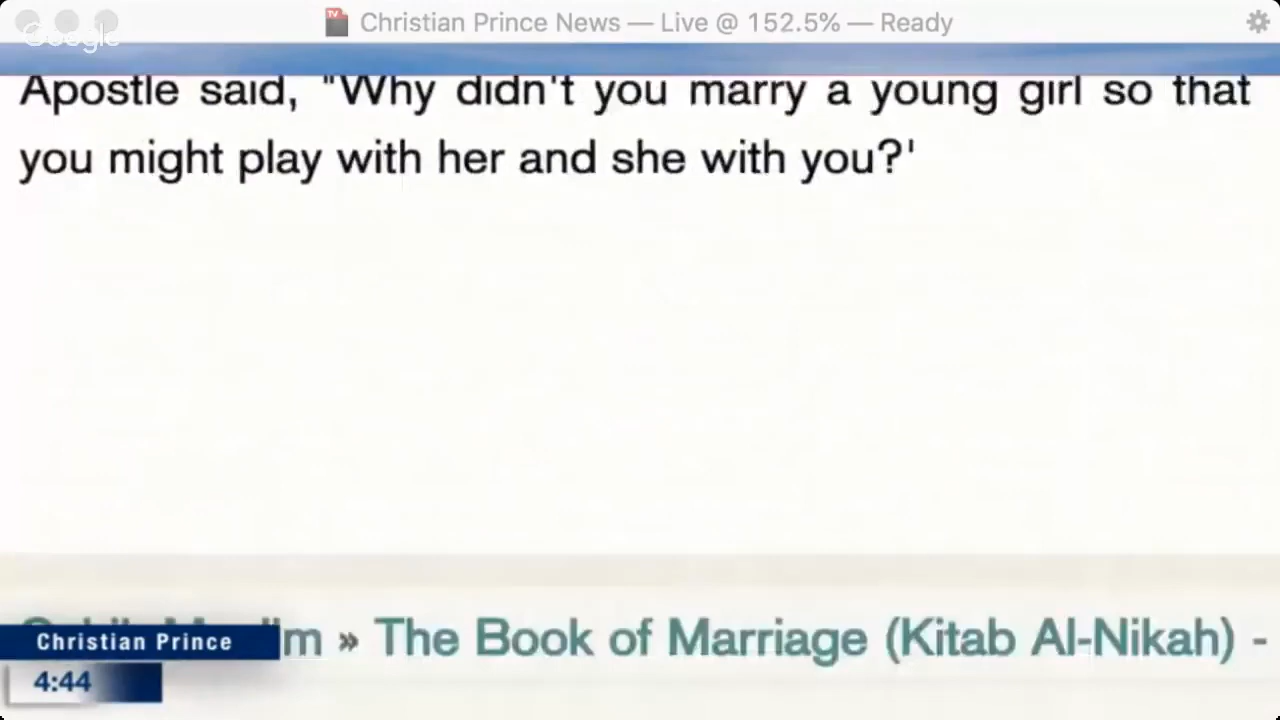 Christian Prince News — Live @ 152.5% — Ready
Google
Apostle said, "Why didn't you marry a young girl so that
you might play with her and she with you?'
» The Book of Marriage (Kitab Al-Nikah) -
Christian Prince
4:44